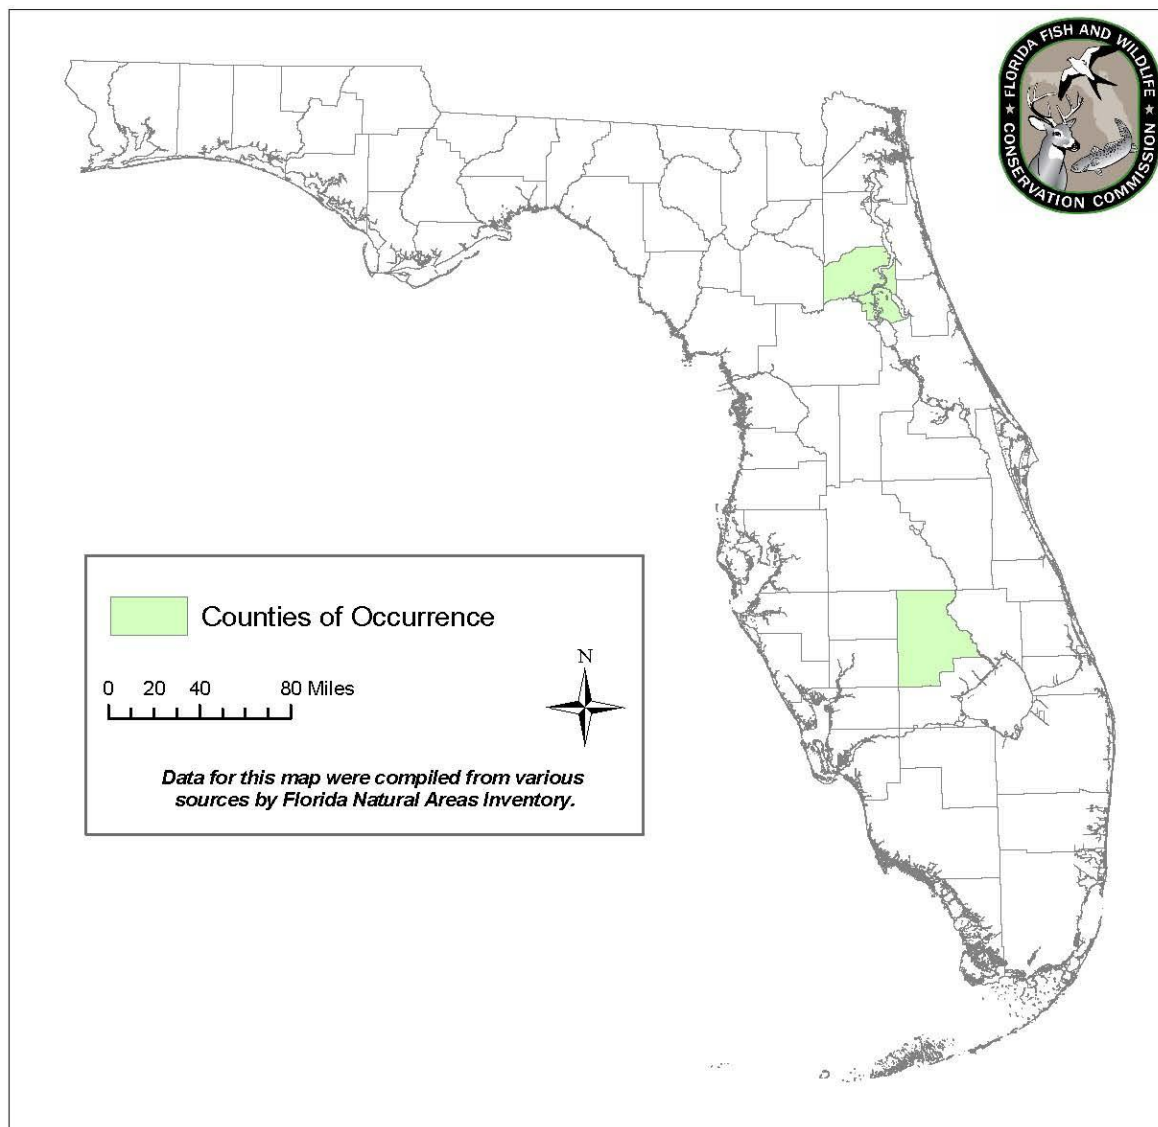 FLORIDA FISH AND WILDLIFE
CONSERVATION COMMISSION
Counties of Occurrence
N
0 20 40 80 Miles
Data for this map were compiled from various
sources by Florida Natural Areas Inventory.